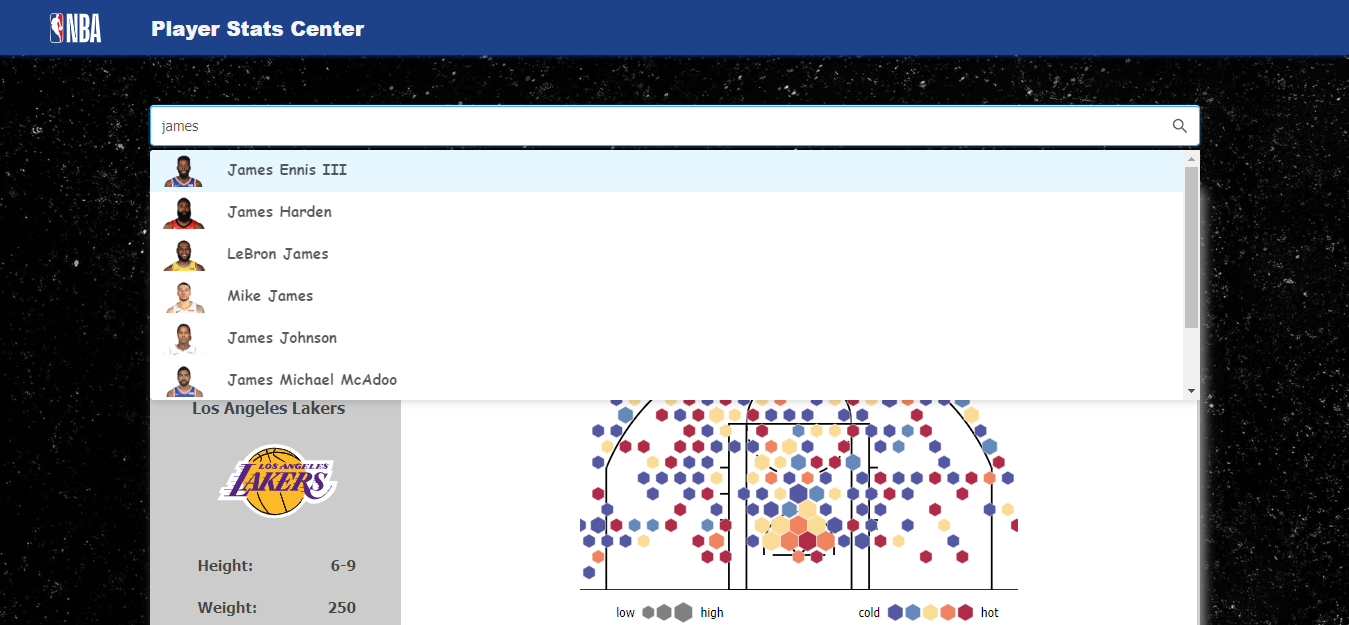 NBA
Player Stats Center
james
James Ennis III
James Harden
LeBron James
Mike James
James Johnson
James Michael McAdoo
Los Angeles Lakers
LOS ANGELES
LAKERS
Height: 6-9
Weight: 250
low high cold hot